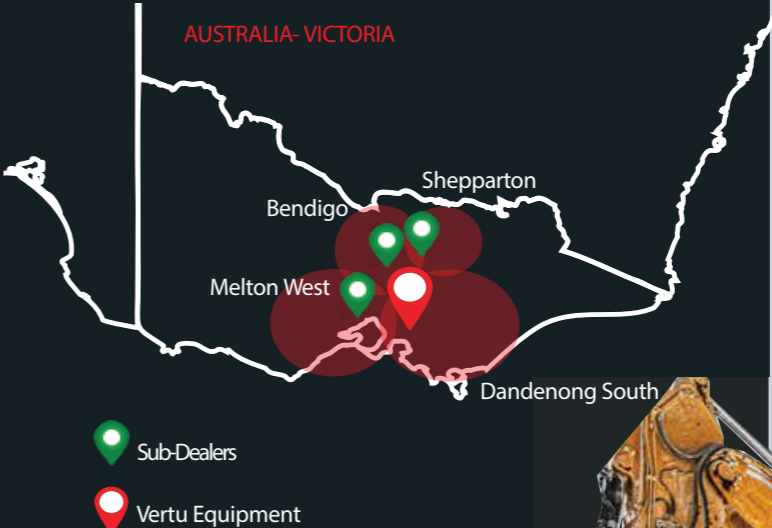 AUSTRALIA- VICTORIA
Shepparton
Bendigo
Melton West
Dandenong South
Sub-Dealers
Vertu Equipment